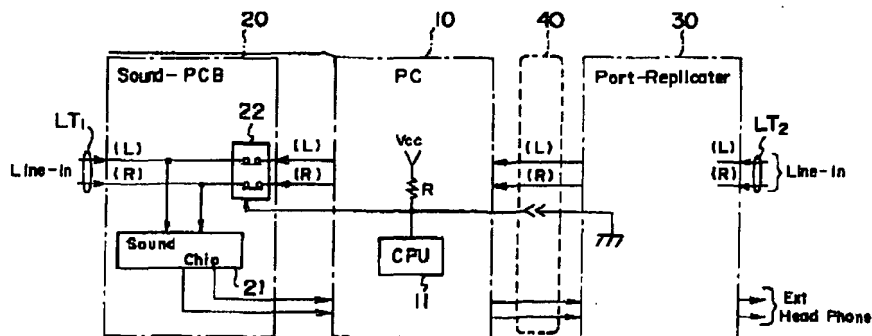 20
10
40
30
Sound-PCB
PC
Port-Replicater
22
LT1
(L)
(L)
Vcc
(L)
(L)
LT2
Line-In
(R)
(R)
R
(R)
(R)
Line-In
Sound
Chip
CPU
21
11
Ext
Head Phone